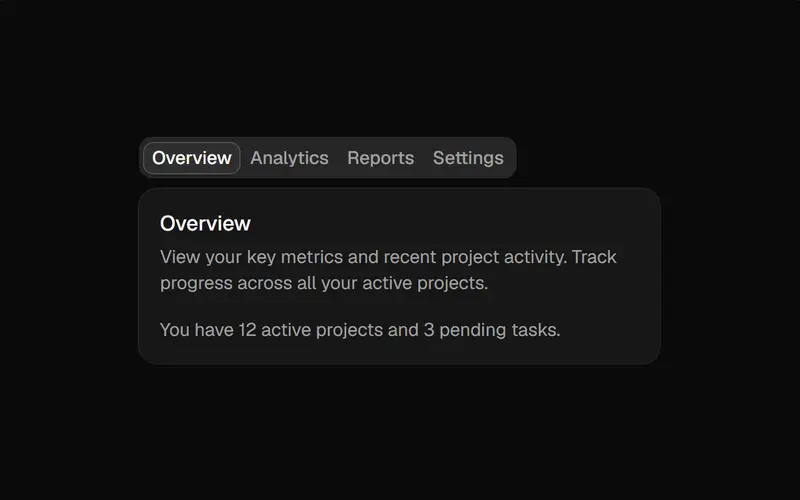 Overview Analytics Reports Settings
Overview
View your key metrics and recent project activity. Track
progress across all your active projects.
You have 12 active projects and 3 pending tasks.